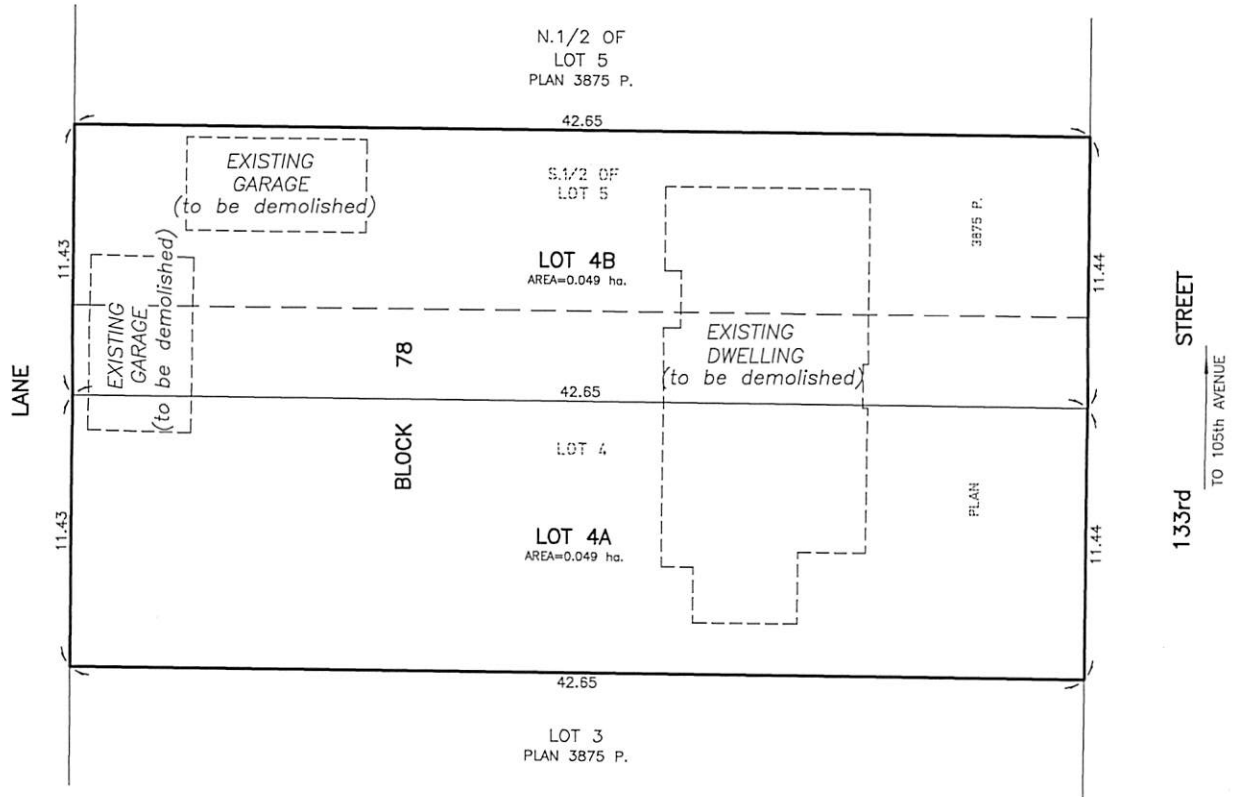 N.1/2 OF
LOT 5
PLAN 3875 P.
42.65
EXISTING
GARAGE
(to be demolished)
S.1/2 OF
LOT 5
3875 P.
11.43
LOT 4B
AREA=0.049 ha.
11.44
EXISTING
GARAGE
(to be demolished)
78
EXISTING
DWELLING
(to be demolished)
STREET
LANE
42.65
TO 105th AVENUE
BLOCK
LOT 4
PLAN
133rd
11.43
LOT 4A
AREA=0.049 ha.
11.44
42.65
LOT 3
PLAN 3875 P.